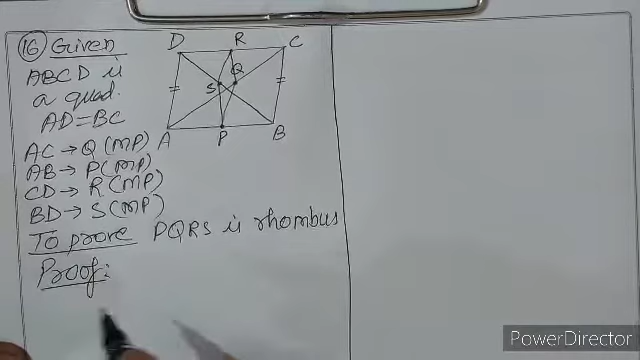 16 Given
ABCD is
a quad.
AD=BC
AC → Q (MP)
AB → P (MP)
CD → R (MP)
BD → S (MP)
To prove PQRS is rhombus
Proof:
D R C
S Q
A P B
PowerDirector